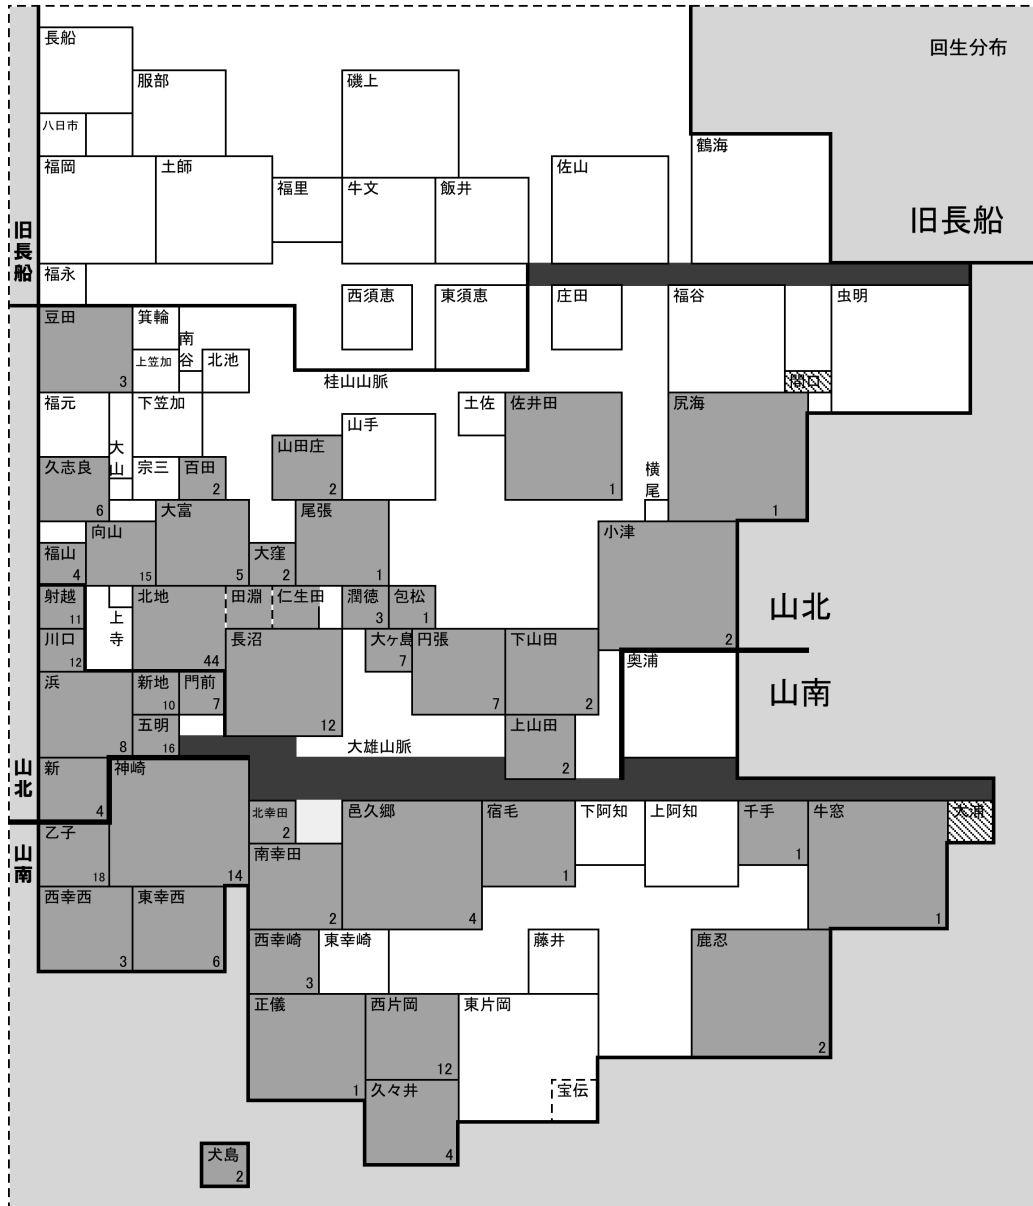 回生分布
長船
服部
磯上
八日市
鶴海
福岡
土師
佐山
福里
牛文
飯井
旧長船
旧長船
福永
西須恵
東須恵
庄田
福谷
虫明
豆田
3
箕輪
南谷
上笠加
北池
桂山山脈
間口
福元
下笠加
土佐
佐井田
1
尻海
1
大山
山手
山田庄
2
久志良
6
宗三
百田
2
横尾
大富
5
尾張
1
向山
15
小津
2
福山
4
大窪
2
射越
11
上寺
北地
44
田淵
仁生田
潤徳
3
包松
1
山北
川口
12
長沼
12
大ヶ島
7
円張
7
下山田
2
奥浦
浜
8
新地
10
門前
7
山南
五明
16
上山田
2
大雄山脈
山北
新
4
神崎
14
北幸田
2
邑久郷
4
宿毛
1
下阿知
上阿知
千手
1
牛窓
1
大浦
乙子
18
山南
南幸田
2
西幸西
3
東幸西
6
西幸崎
3
東幸崎
藤井
鹿忍
2
正儀
1
西片岡
12
東片岡
久々井
4
宝伝
犬島
2